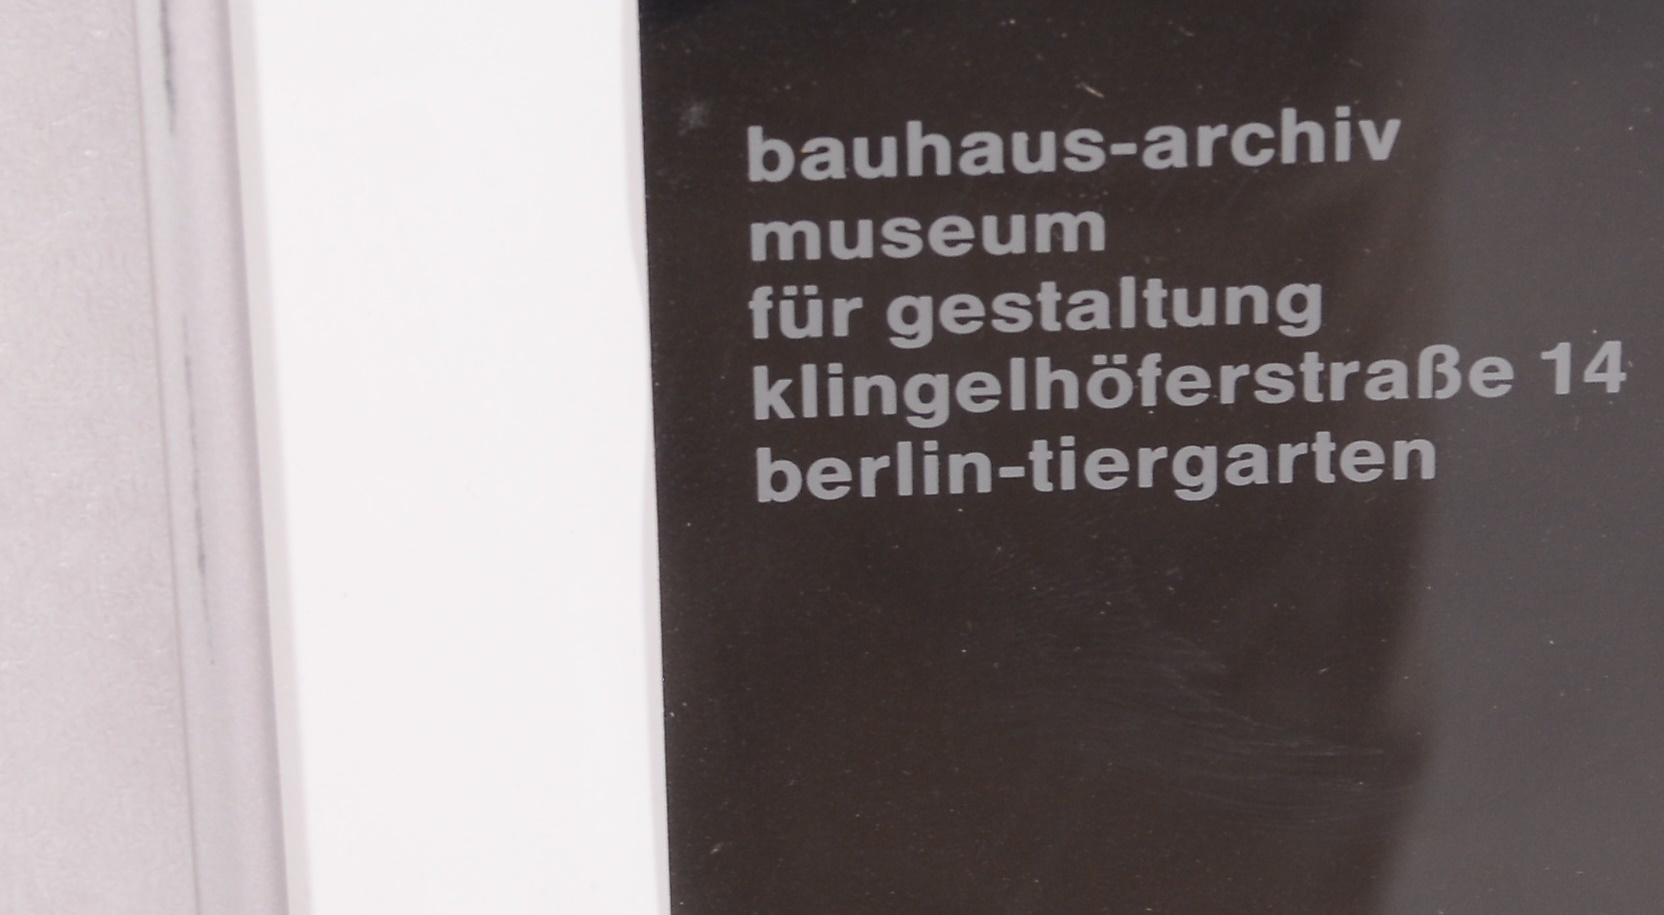 bauhaus-archiv
museum
für gestaltung
klingelhöferstraße 14
berlin-tiergarten